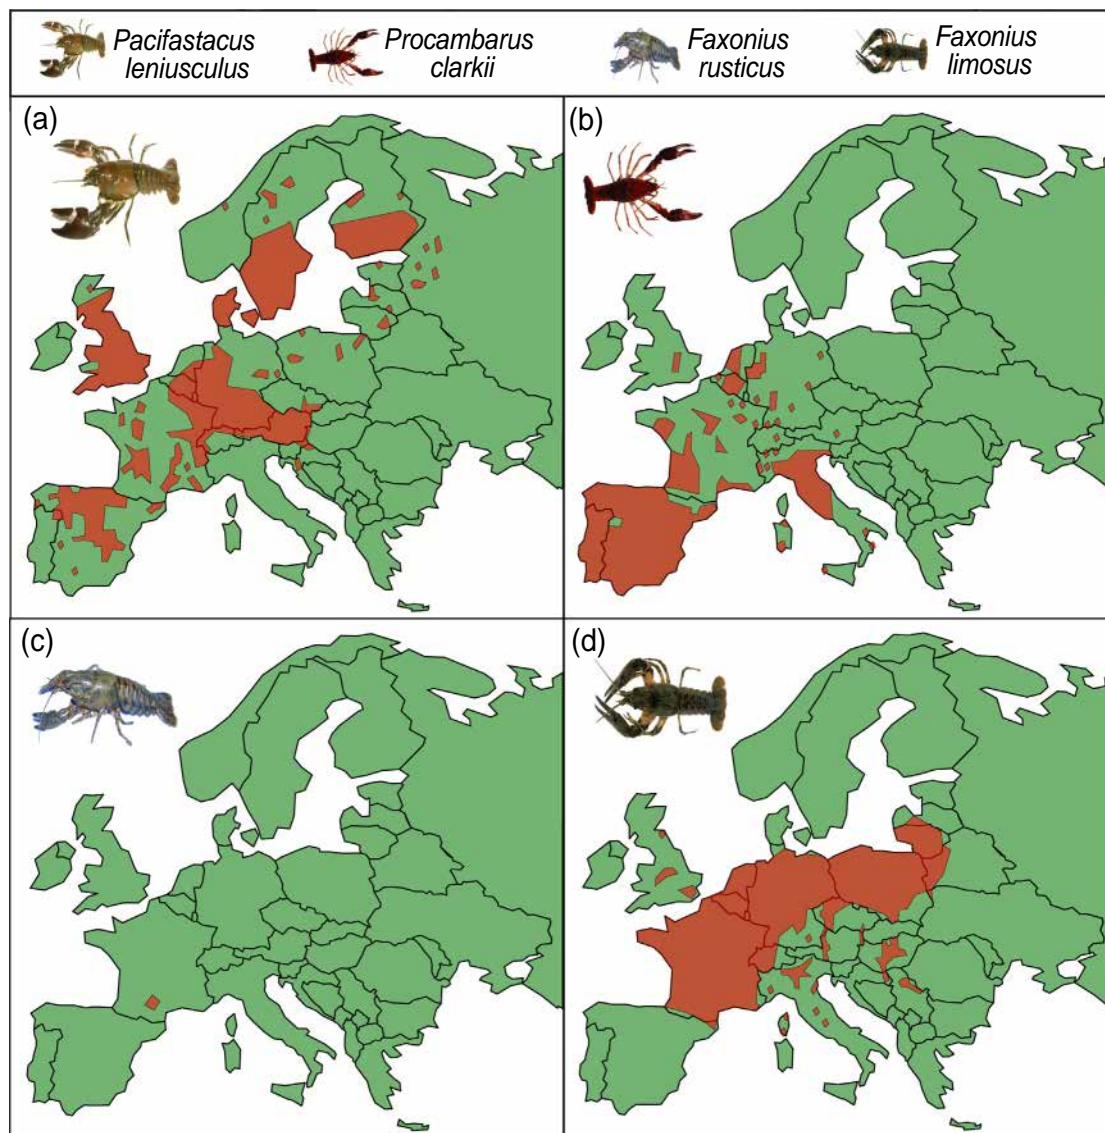 Pacifastacus
leniusculus
Procambarus
clarkii
Faxonius
rusticus
Faxonius
limosus
(a)
(b)
(c)
(d)